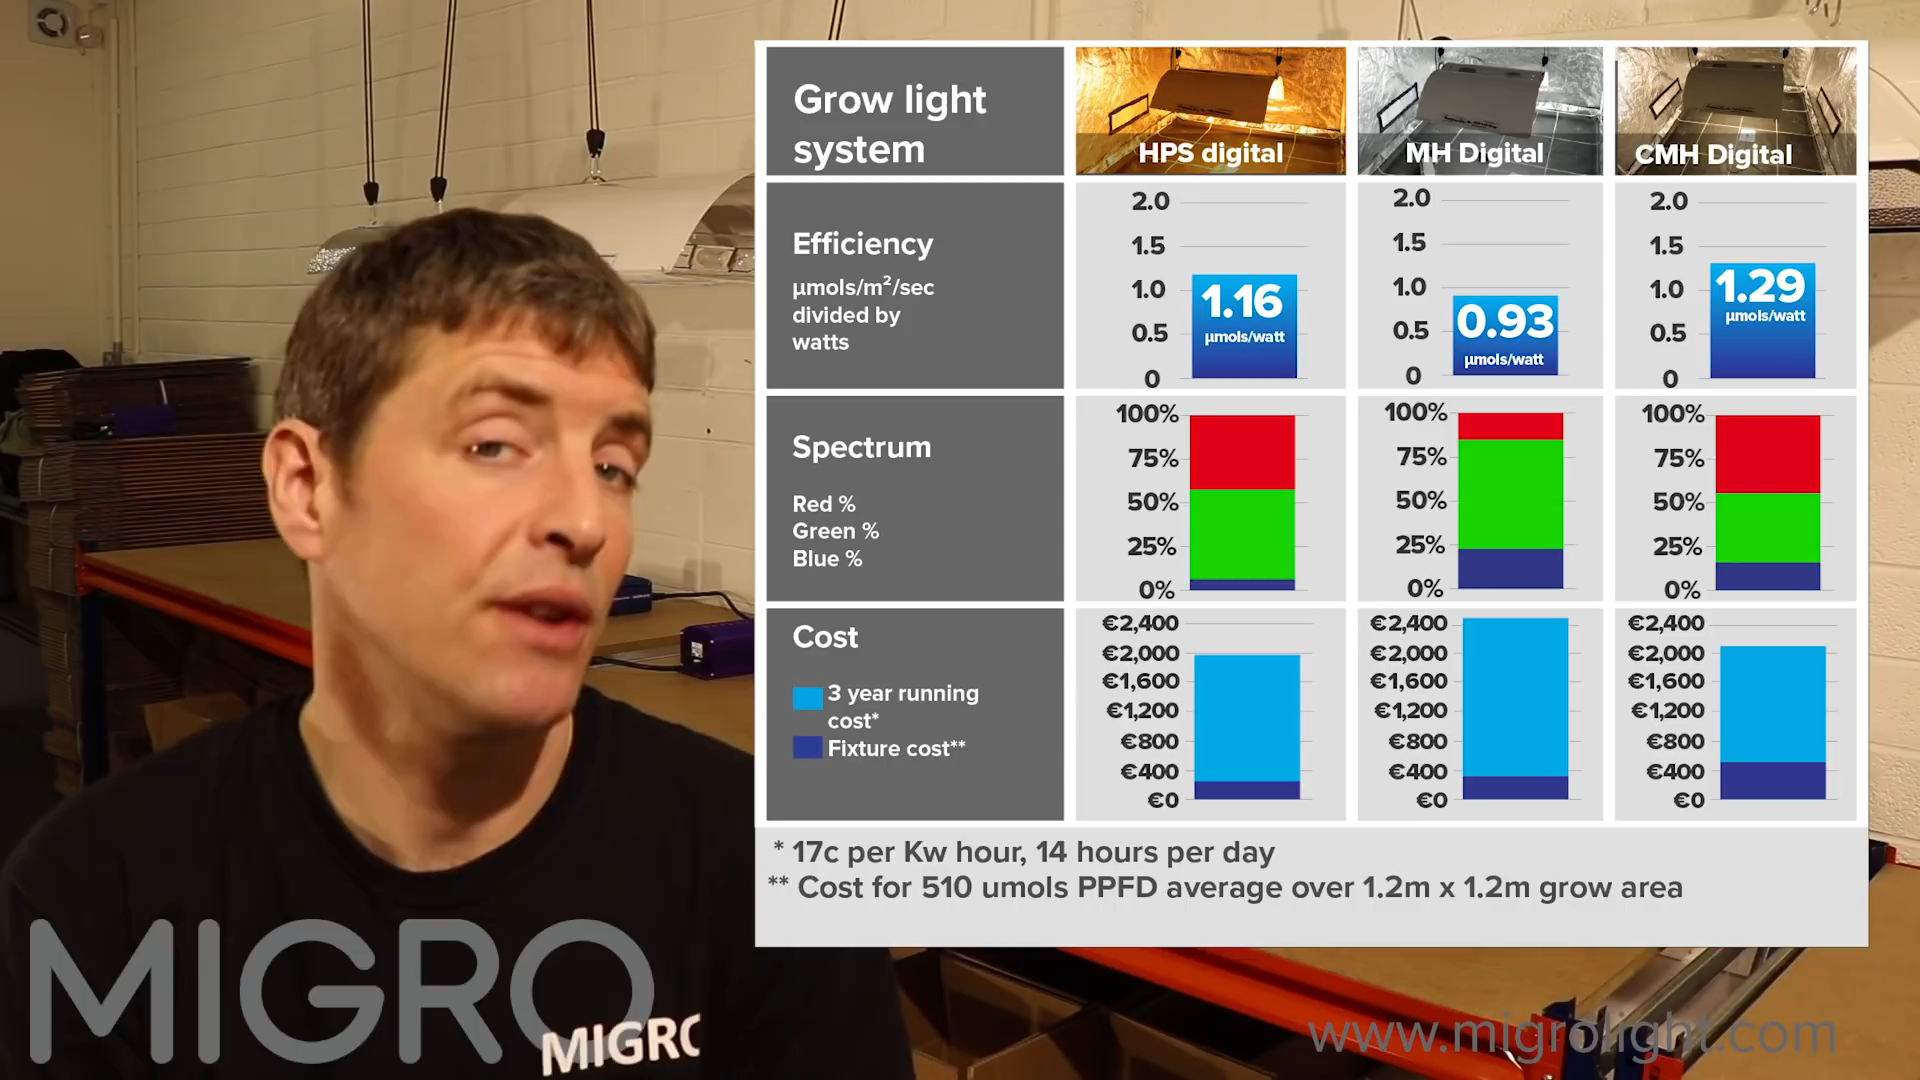 Grow light
system
HPS digital
MH Digital
CMH Digital
Efficiency
µmols/m²/sec
divided by
watts
2.0
1.5
1.0
0.5
0
1.16
µmols/watt
2.0
1.5
1.0
0.5
0
0.93
µmols/watt
2.0
1.5
1.0
0.5
0
1.29
µmols/watt
Spectrum
Red %
Green %
Blue %
100%
75%
50%
25%
0%
100%
75%
50%
25%
0%
100%
75%
50%
25%
0%
Cost
3 year running
cost*
Fixture cost**
€2,400
€2,000
€1,600
€1,200
€800
€400
€0
€2,400
€2,000
€1,600
€1,200
€800
€400
€0
€2,400
€2,000
€1,600
€1,200
€800
€400
€0
* 17c per Kw hour, 14 hours per day
** Cost for 510 umols PPFD average over 1.2m x 1.2m grow area
MIGRO
MIGRO
www.migrolight.com